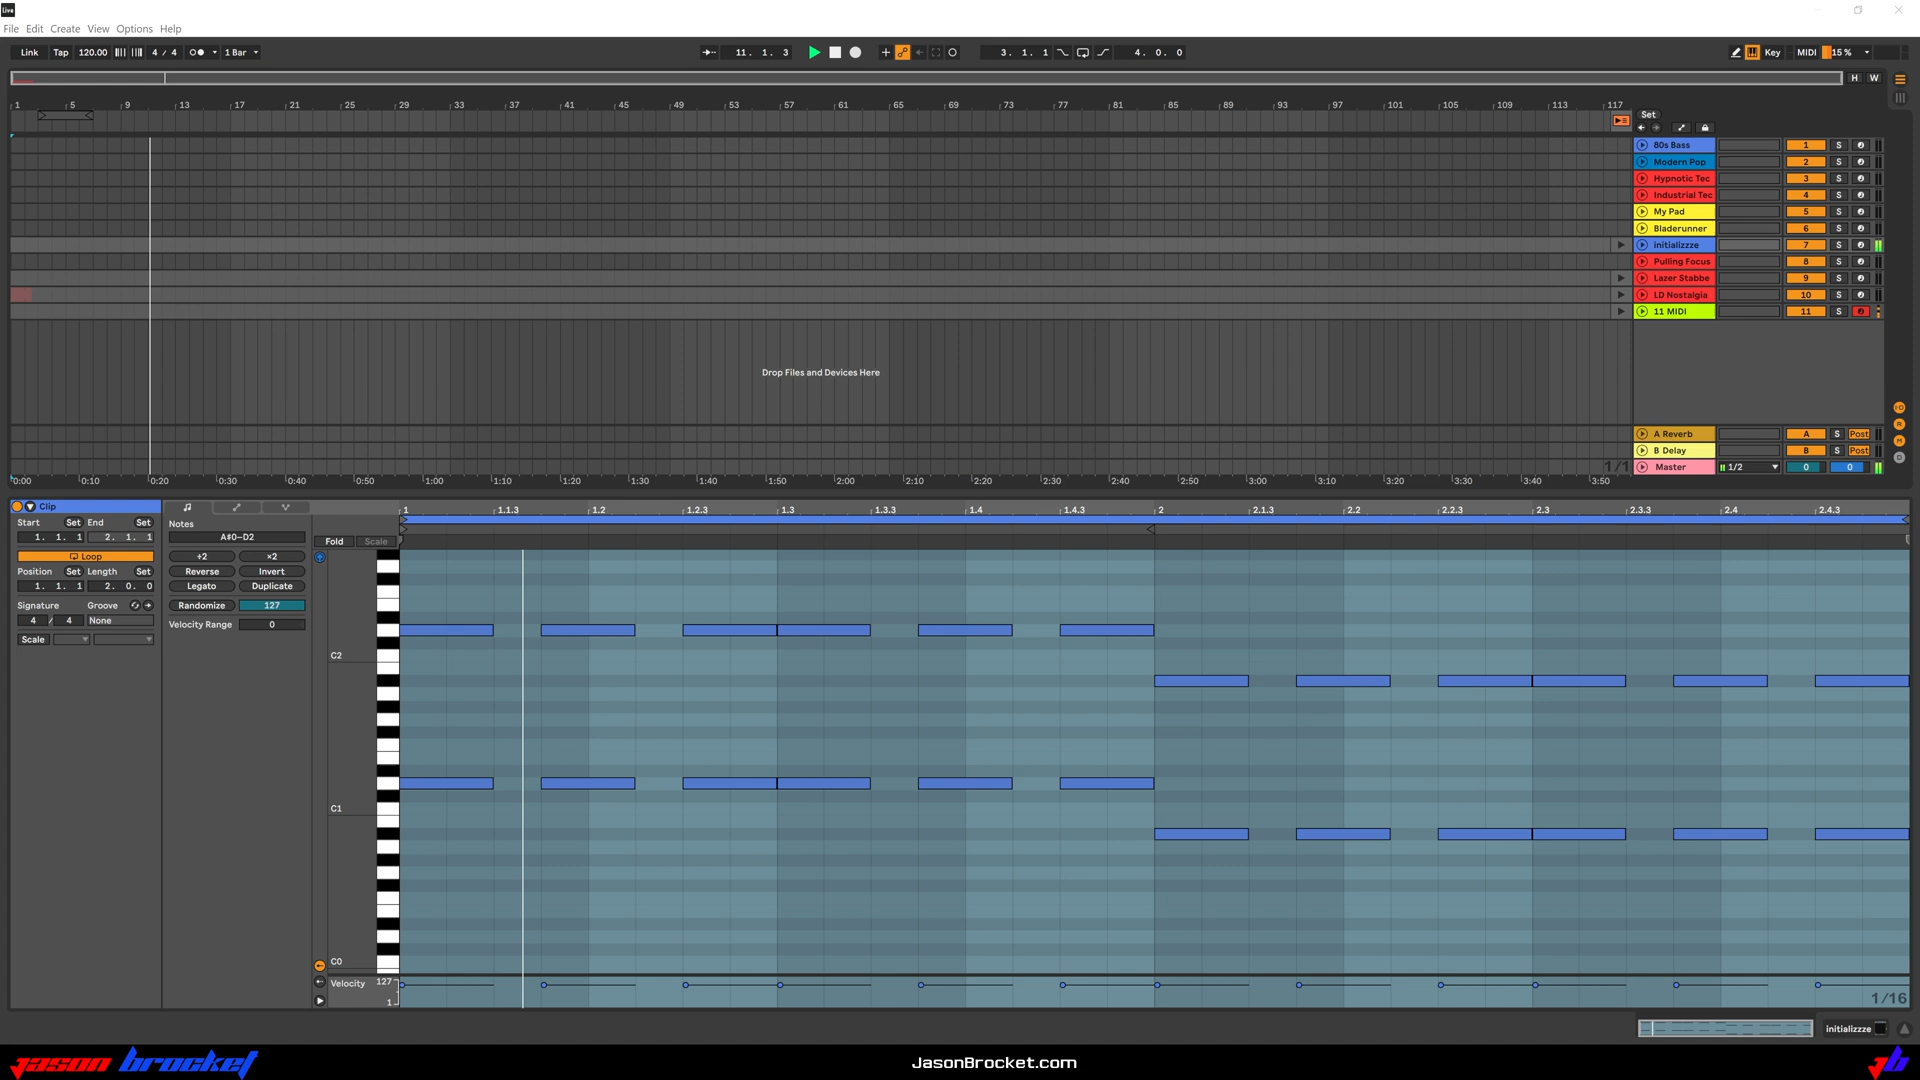 Live
File Edit Create View Options Help
Link Tap 120.00 4 / 4 1 Bar 11. 1. 3 3. 1. 1 4. 0. 0 Key MIDI 15 %
H W
1 5 9 13 17 21 25 29 33 37 41 45 49 53 57 61 65 69 73 77 81 85 89 93 97 101 105 109 113 117
Set
80s Bass 1 S
Modern Pop 2 S
Hypnotic Tec 3 S
Industrial Tec 4 S
My Pad 5 S
Bladerunner 6 S
initializzze 7 S
Pulling Focus 8 S
Lazer Stabbe 9 S
LD Nostalgia 10 S
11 MIDI 11 S
Drop Files and Devices Here
A Reverb A S Post
B Delay B S Post
1/1 Master 1/2 0 0
0:00 0:10 0:20 0:30 0:40 0:50 1:00 1:10 1:20 1:30 1:40 1:50 2:00 2:10 2:20 2:30 2:40 2:50 3:00 3:10 3:20 3:30 3:40 3:50
Clip
Start Set End Set
1. 1. 1 2. 1. 1
Loop
Position Set Length Set
1. 1. 1 2. 0. 0
Signature Groove
4 / 4 None
Scale
Notes
A#0–D2
÷2 ×2
Reverse Invert
Legato Duplicate
Randomize 127
Velocity Range 0
1 1.1.3 1.2 1.2.3 1.3 1.3.3 1.4 1.4.3 2 2.1.3 2.2 2.2.3 2.3 2.3.3 2.4 2.4.3
Fold Scale
C2
C1
C0
Velocity 127
1
1/16
initializzze
Jason Brocket JasonBrocket.com JB